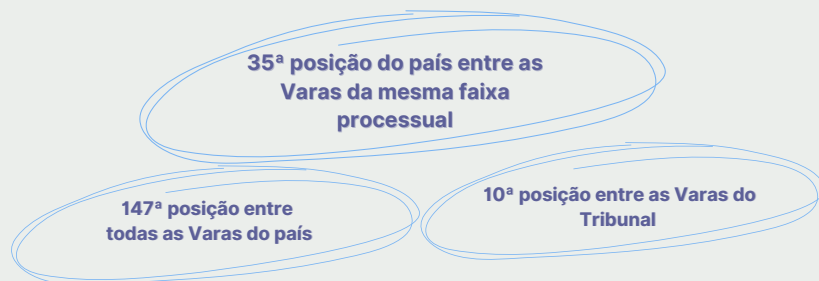 35ª posição do país entre as
Varas da mesma faixa
processual
147ª posição entre
todas as Varas do país
10ª posição entre as Varas do
Tribunal